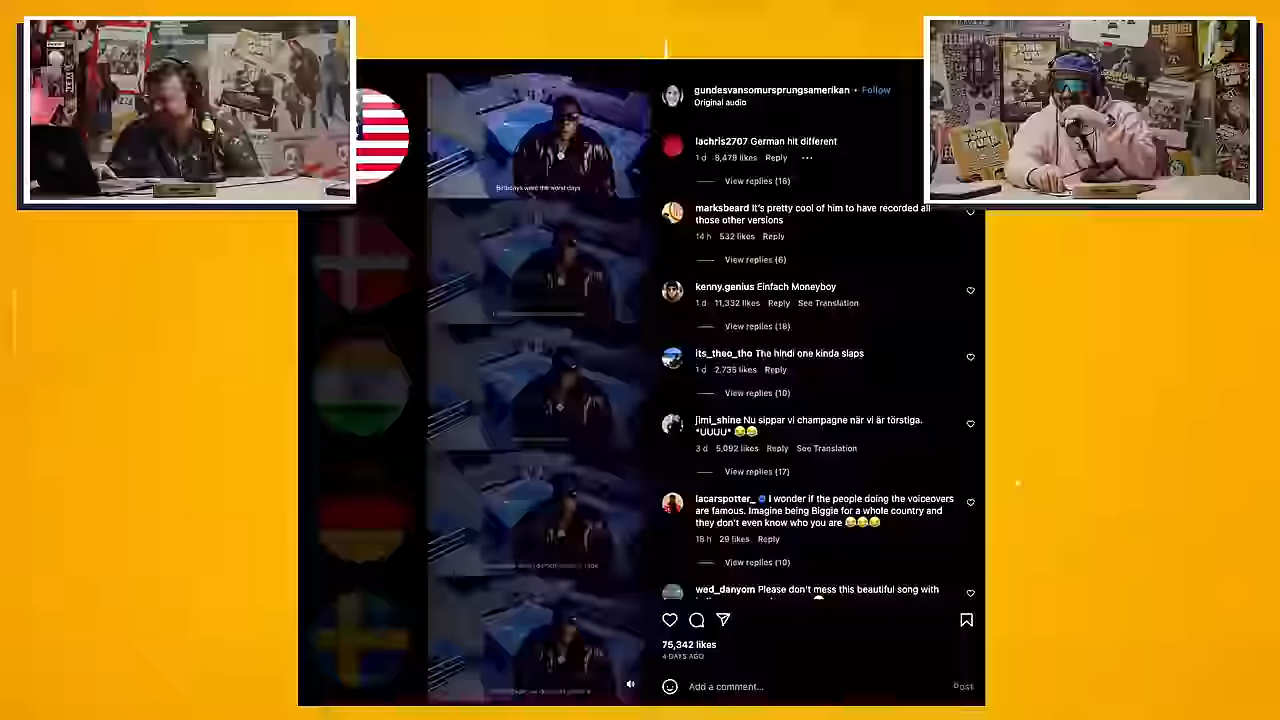 gundesvansomursprungsamerikan • Follow
Original audio
Birthdays were the worst days
lachris2707 German hit different
1 d 8,479 likes Reply ...
View replies (16)
marksbeard It's pretty cool of him to have recorded all
those other versions
14 h 532 likes Reply
View replies (6)
kenny.genius Einfach Moneyboy
1 d 11,332 likes Reply See Translation
View replies (18)
its_theo_tho The hindi one kinda slaps
1 d 2,735 likes Reply
View replies (10)
jimi_shine Nu sippar vi champagne när vi är törstiga.
*UUUU* 😂😂
3 d 5,092 likes Reply See Translation
View replies (17)
lacarspotter_ I wonder if the people doing the voiceovers
are famous. Imagine being Biggie for a whole country and
they don't even know who you are 😂😂😂
18 h 29 likes Reply
View replies (10)
wed_danyom Please don't mess this beautiful song with
75,342 likes
4 DAYS AGO
Add a comment...
Post